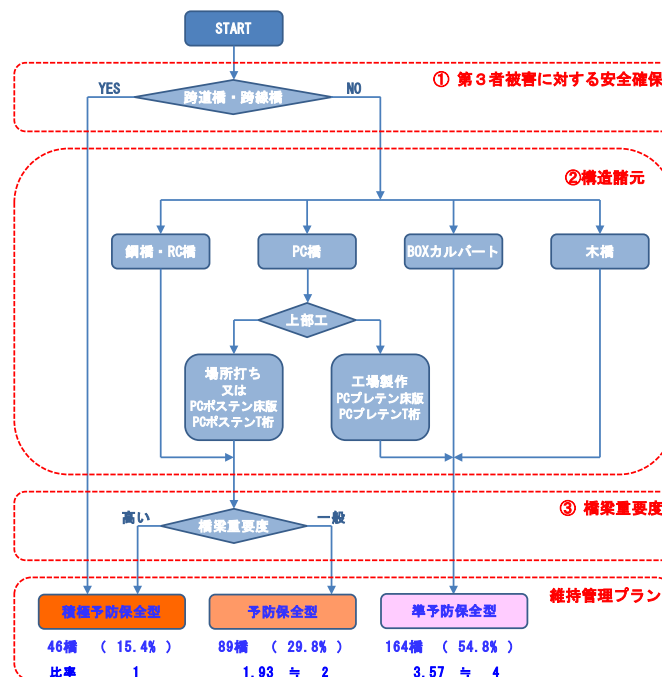 START
① 第３者被害に対する安全確保
YES
跨道橋・跨線橋
NO
②構造諸元
鋼橋・RC橋
PC橋
BOXカルバート
木橋
上部工
場所打ち
又は
PCポステン床版
PCポステンT桁
工場製作
PCプレテン床版
PCプレテンT桁
③ 橋梁重要度
高い
橋梁重要度
一般
維持管理プラン
積極予防保全型
予防保全型
準予防保全型
46橋 （ 15.4% ）
89橋 （ 29.8% ）
164橋 （ 54.8% ）
比率 1
1.93 ≒ 2
3.57 ≒ 4